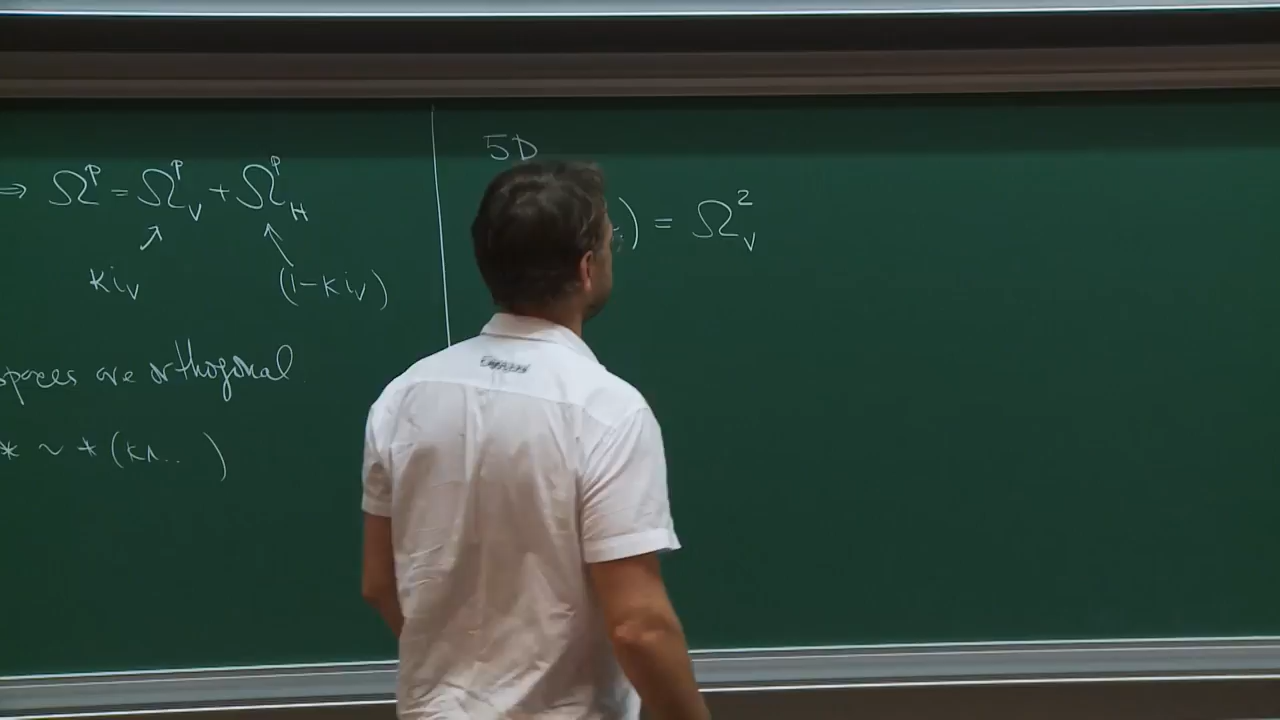 ⇒ Ω^p = Ω^p_V + Ω^p_H
κi_V (1-κi_V)
spaces are orthogonal.
* ~ *(κ∧.. )
5D
) = Ω^2_V